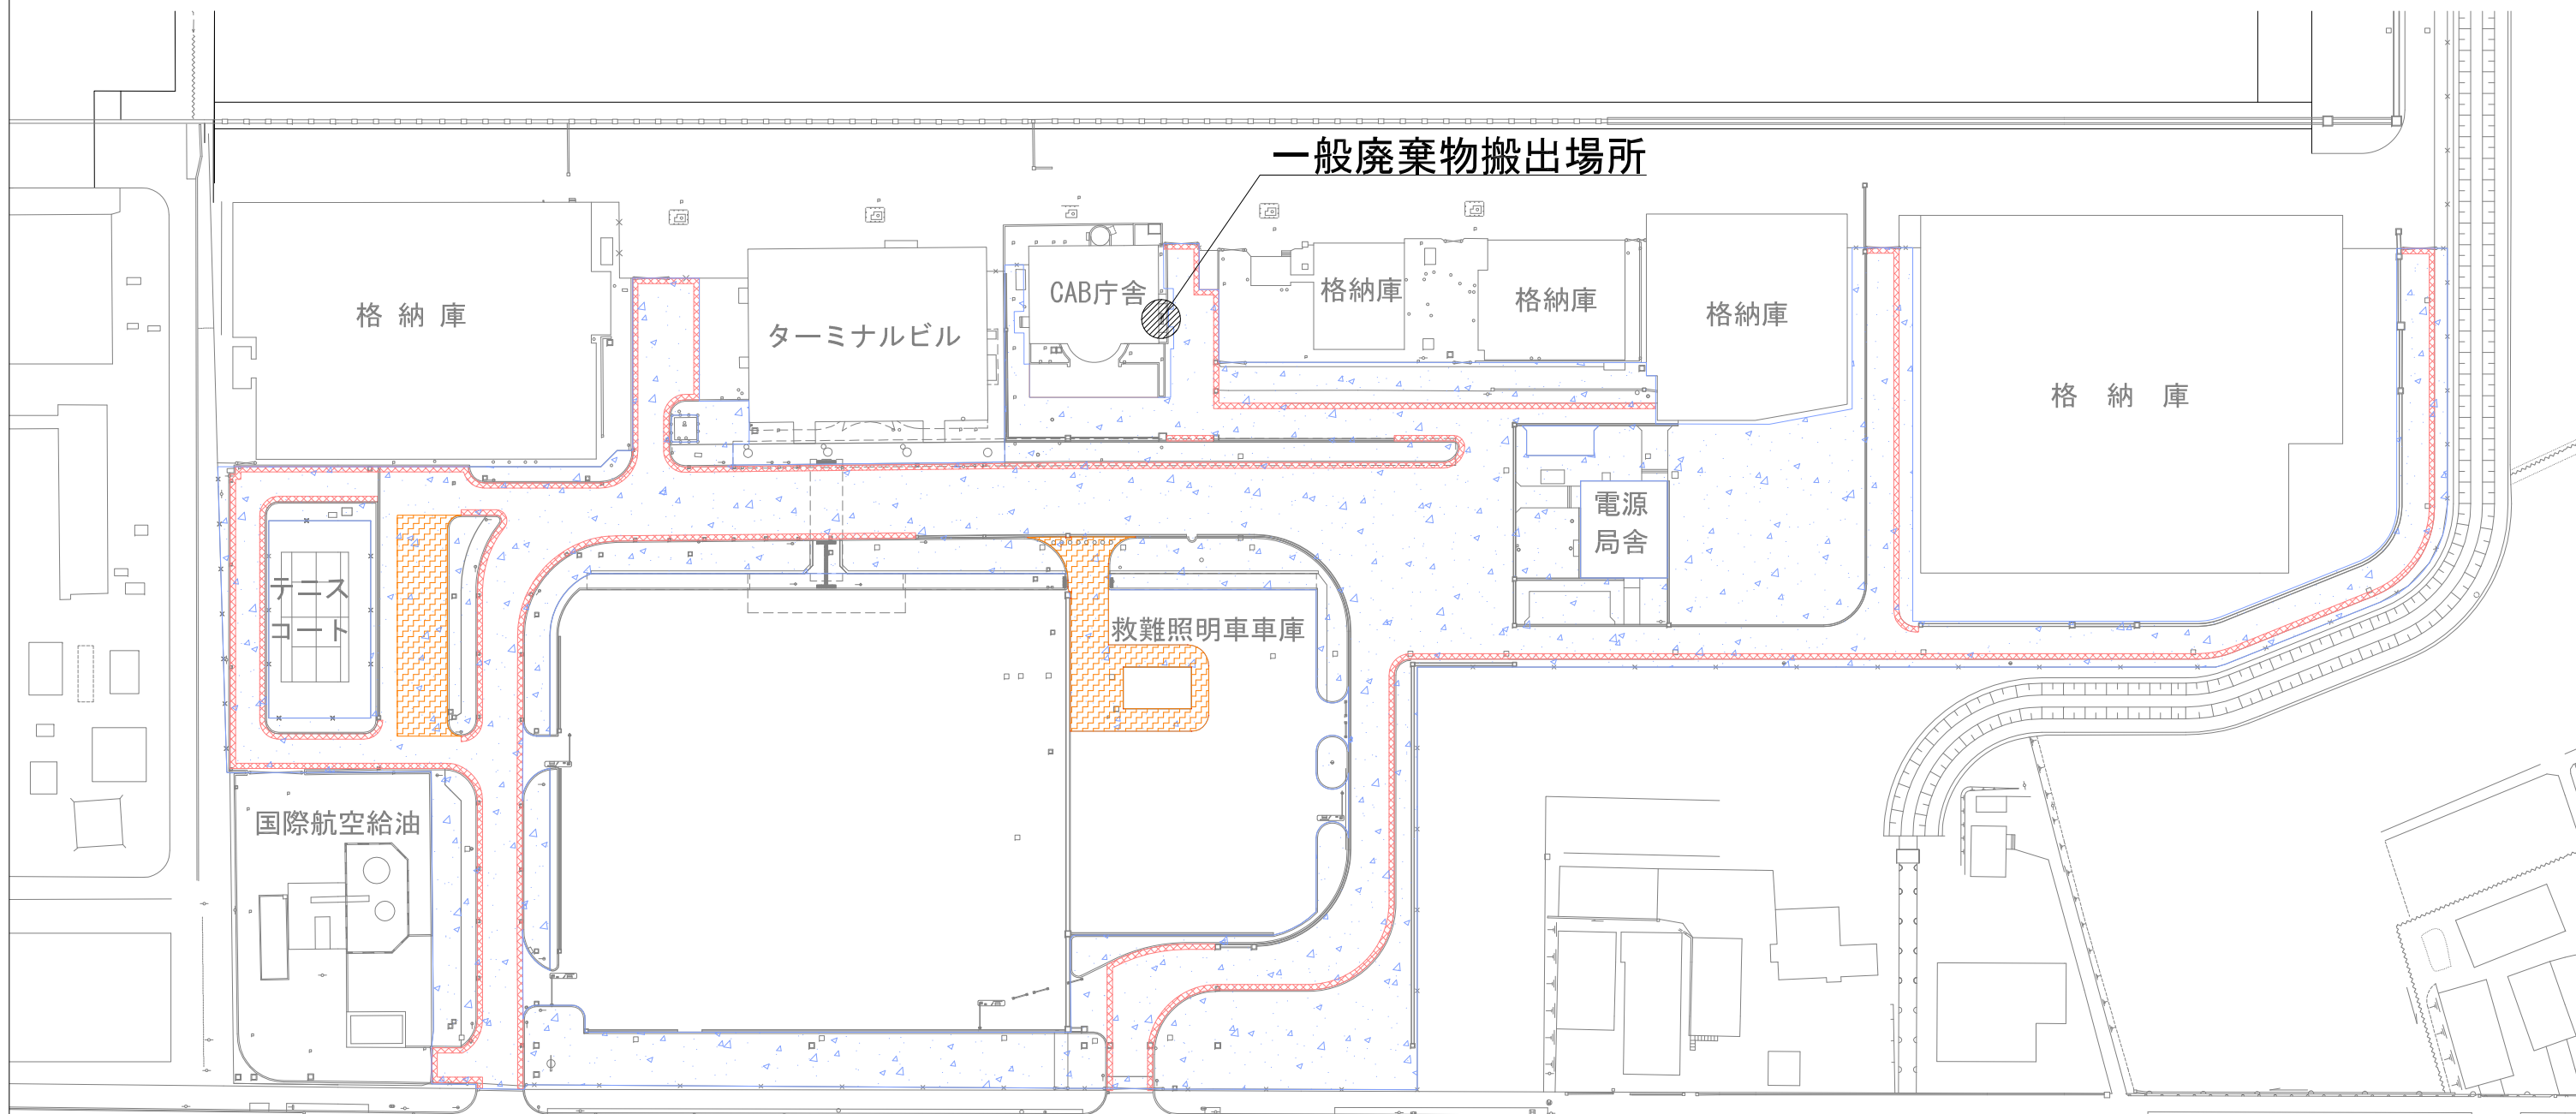 一般廃棄物搬出場所
格納庫
ターミナルビル
CAB庁舎
格納庫
格納庫
格納庫
格納庫
電源
局舎
テニス
コート
救難照明車車庫
国際航空給油